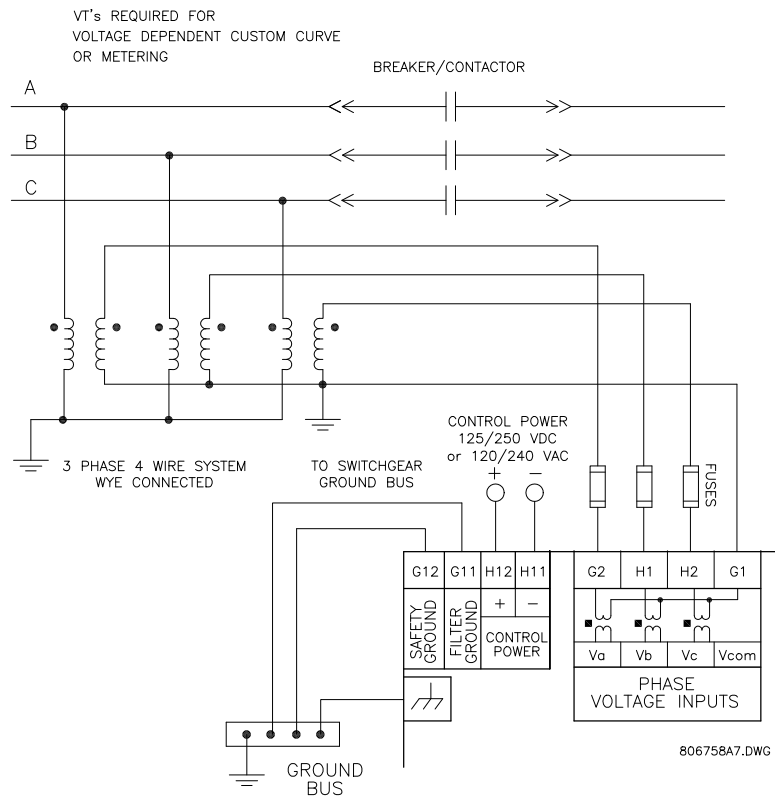 VT's REQUIRED FOR
VOLTAGE DEPENDENT CUSTOM CURVE
OR METERING
BREAKER/CONTACTOR
A
B
C
CONTROL POWER
125/250 VDC
or 120/240 VAC
+ −
3 PHASE 4 WIRE SYSTEM
WYE CONNECTED
TO SWITCHGEAR
GROUND BUS
FUSES
G12 G11 H12 H11
SAFETY
GROUND
FILTER
GROUND
+ −
CONTROL
POWER
G2 H1 H2 G1
Va Vb Vc Vcom
PHASE
VOLTAGE INPUTS
GROUND
BUS
806758A7.DWG